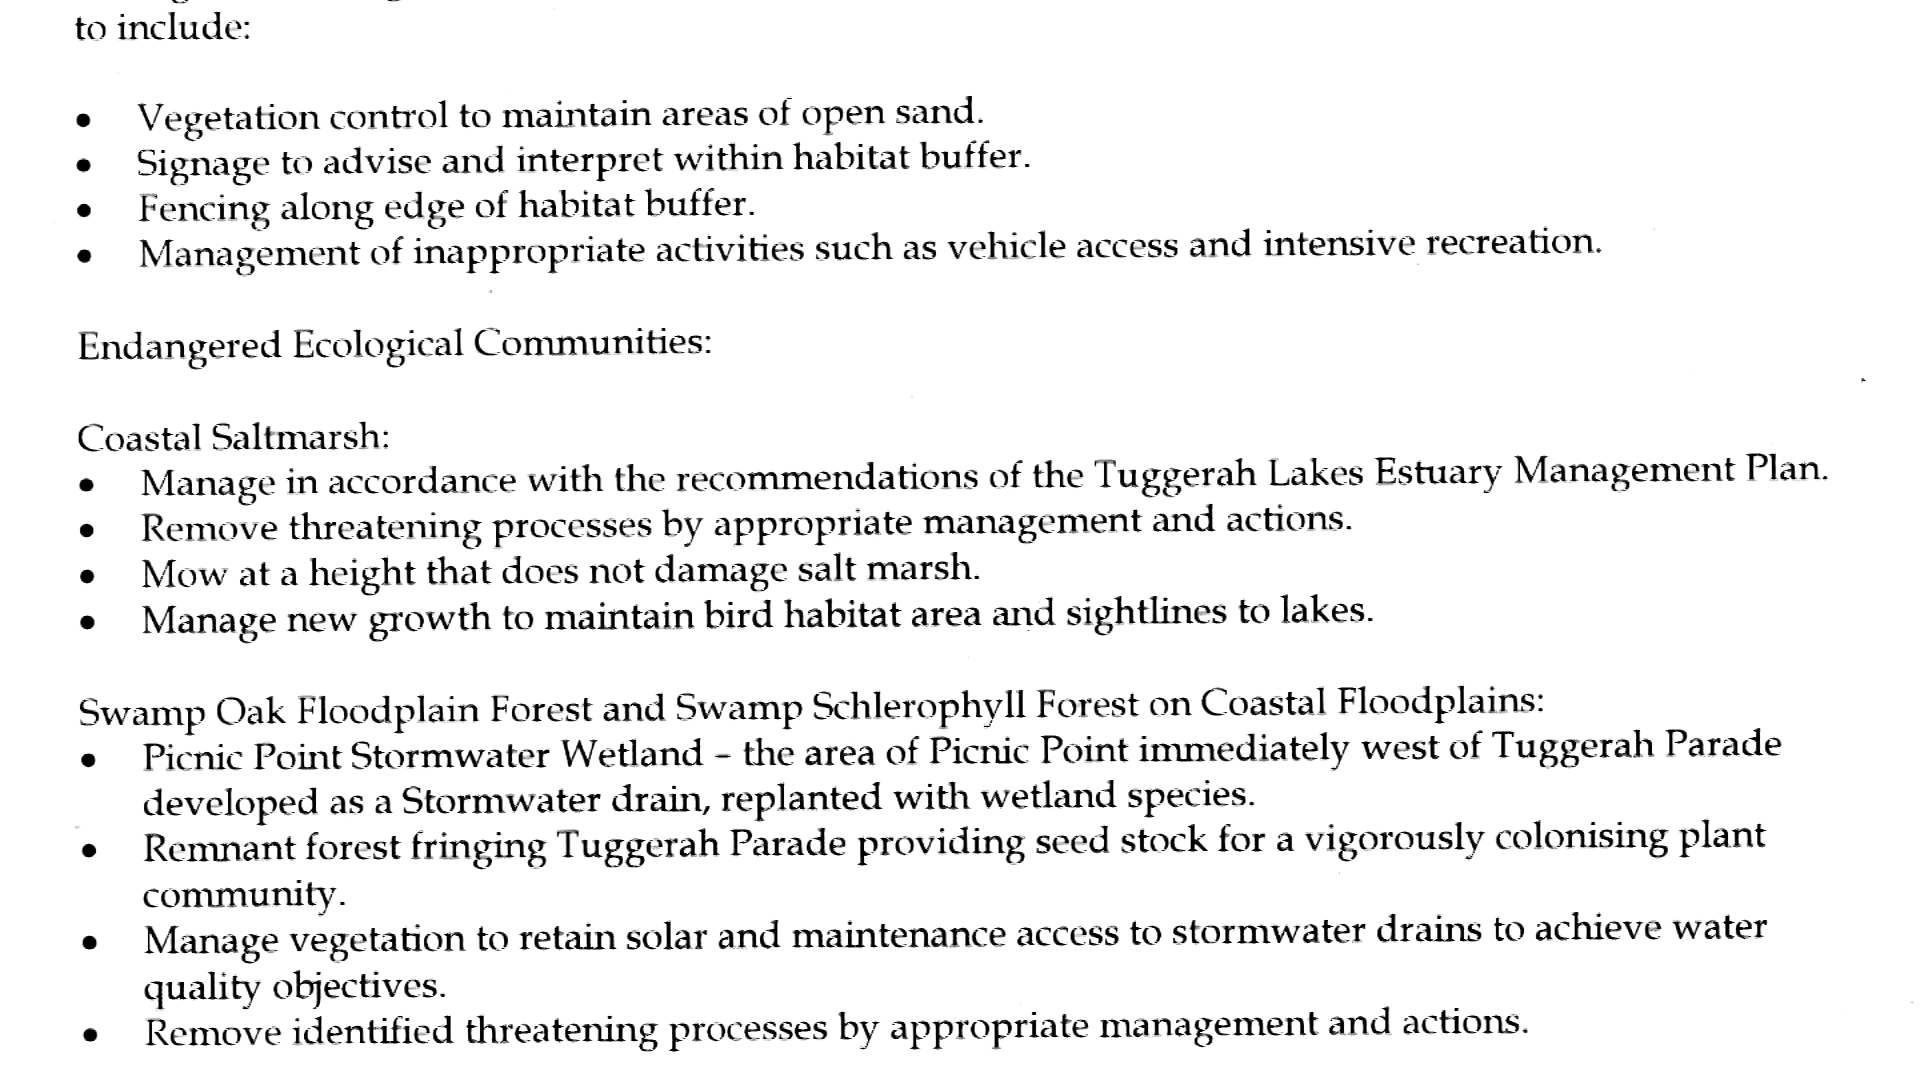 to include:
• Vegetation control to maintain areas of open sand.
• Signage to advise and interpret within habitat buffer.
• Fencing along edge of habitat buffer.
• Management of inappropriate activities such as vehicle access and intensive recreation.
Endangered Ecological Communities:
Coastal Saltmarsh:
• Manage in accordance with the recommendations of the Tuggerah Lakes Estuary Management Plan.
• Remove threatening processes by appropriate management and actions.
• Mow at a height that does not damage salt marsh.
• Manage new growth to maintain bird habitat area and sightlines to lakes.
Swamp Oak Floodplain Forest and Swamp Schlerophyll Forest on Coastal Floodplains:
• Picnic Point Stormwater Wetland – the area of Picnic Point immediately west of Tuggerah Parade
developed as a Stormwater drain, replanted with wetland species.
• Remnant forest fringing Tuggerah Parade providing seed stock for a vigorously colonising plant
community.
• Manage vegetation to retain solar and maintenance access to stormwater drains to achieve water
quality objectives.
• Remove identified threatening processes by appropriate management and actions.